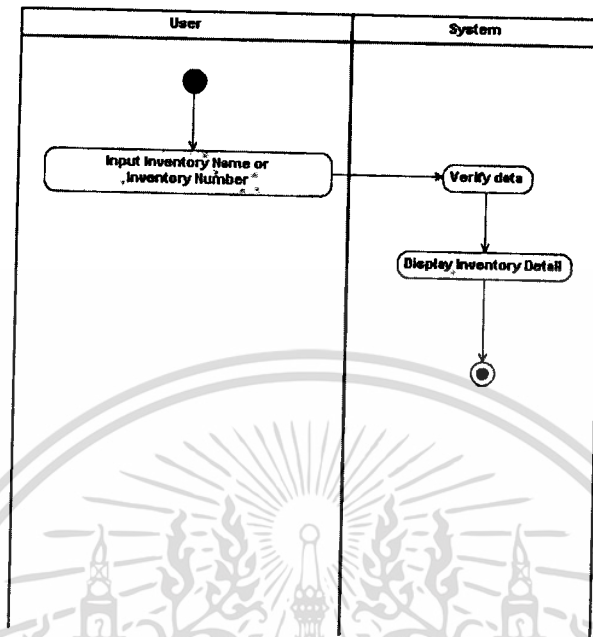 User
System
Input Inventory Name or
Inventory Number
Verify data
Display Inventory Detail